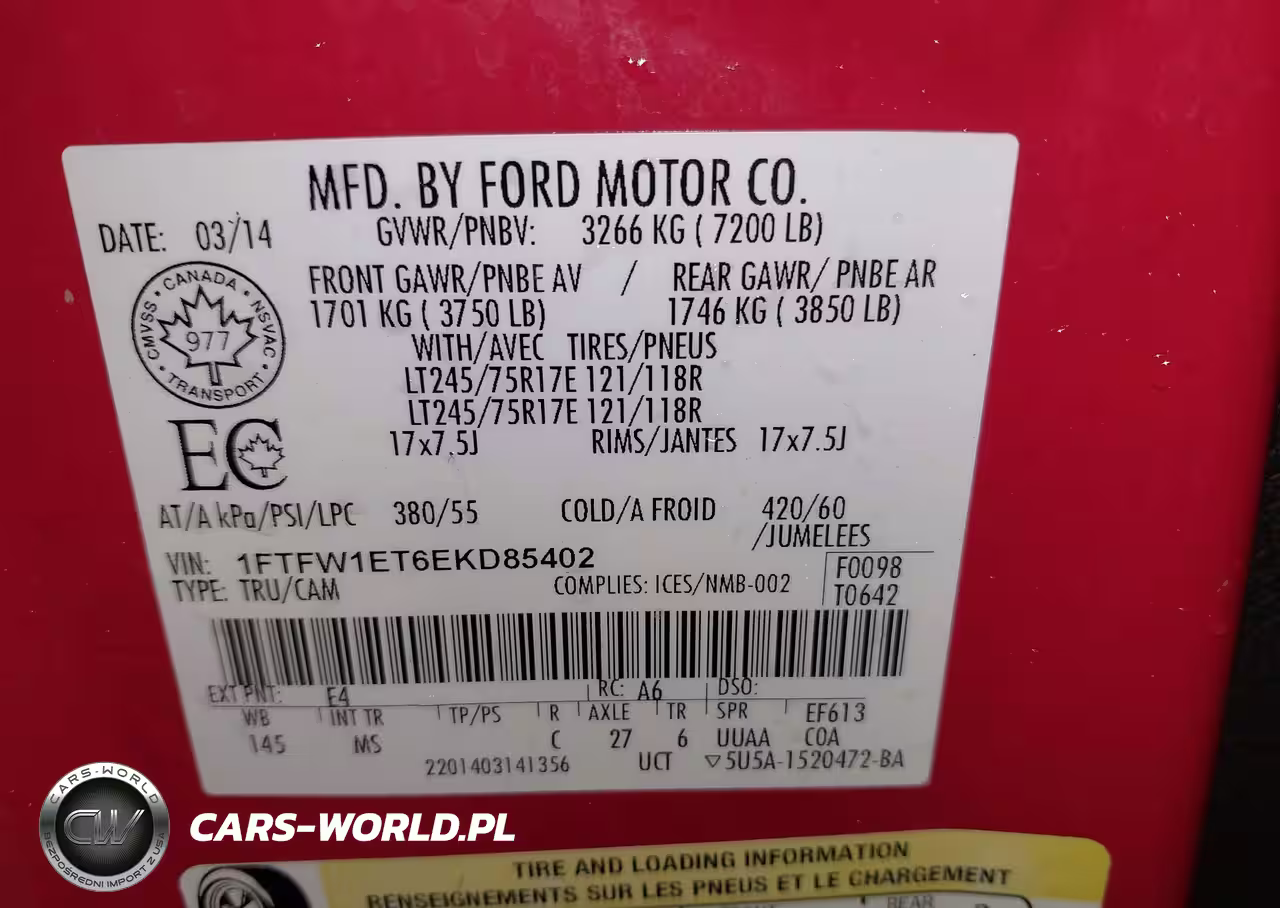 MFD. BY FORD MOTOR CO.
DATE: 03/14
GVWR/PNBV: 3266 KG ( 7200 LB)
FRONT GAWR/PNBE AV / REAR GAWR/ PNBE AR
1701 KG ( 3750 LB) 1746 KG ( 3850 LB)
WITH/AVEC TIRES/PNEUS
LT245/75R17E 121/118R
LT245/75R17E 121/118R
17x7.5J RIMS/JANTES 17x7.5J
CANADA
CMVSS NSVAC
977
TRANSPORT
EC
AT/A kPa/PSI/LPC 380/55 COLD/A FROID 420/60
/JUMELEES
VIN: 1FTFW1ET6EKD85402
F0098
TYPE: TRU/CAM COMPLIES: ICES/NMB-002
T0642
EXT PNT: E4 RC: A6 DSO:
WB INT TR TP/PS R AXLE TR SPR EF613
145 MS C 27 6 UUAA COA
2201403141356 UCT ▽5U5A-1520472-BA
CARS-WORLD
CW
BEZPOŚREDNI IMPORT Z USA
CARS-WORLD.PL
TIRE AND LOADING INFORMATION
RENSEIGNEMENTS SUR LES PNEUS ET LE CHARGEMENT
REAR